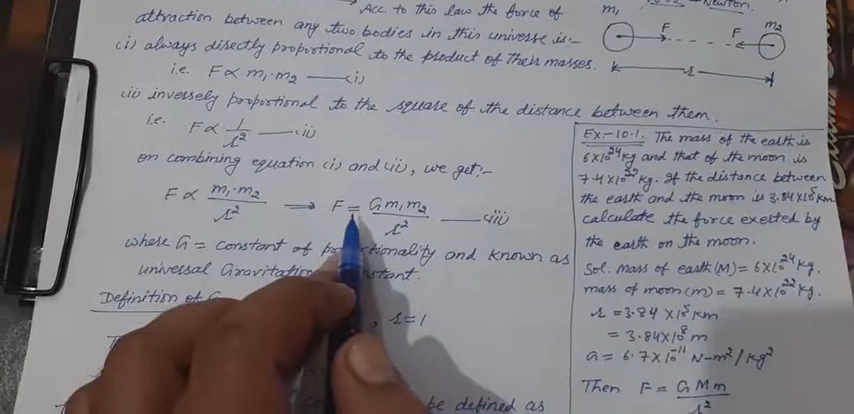 Acc. to this law the force of
attraction between any two bodies in this universe is:-
(i) always directly proportional to the product of their masses.
i.e. F ∝ m₁.m₂ —(i)
(ii) inversely proportional to the square of the distance between them.
i.e. F ∝ 1/r² —(ii)
on combining equation (i) and (ii), we get:-
F ∝ m₁.m₂/r² → F = Gm₁m₂/r² —(iii)
where G = constant of and known as
universal
Definition of G
, r=1
be defined as
Newton.
m₁
m₂
F
F
r
Ex.-10.1. The mass of the earth is
6×10²⁴kg and that of the moon is
7.4×10²²kg. If the distance between
the earth and the moon is 3.84×10⁵km
calculate the force exerted by
the earth on the moon.
Sol. mass of earth (M) = 6×10²⁴kg.
mass of moon (m) = 7.4×10²²kg.
r = 3.84×10⁵km
= 3.84×10⁸m
G = 6.7×10⁻¹¹ N-m²/kg²
Then F = GMm/r²